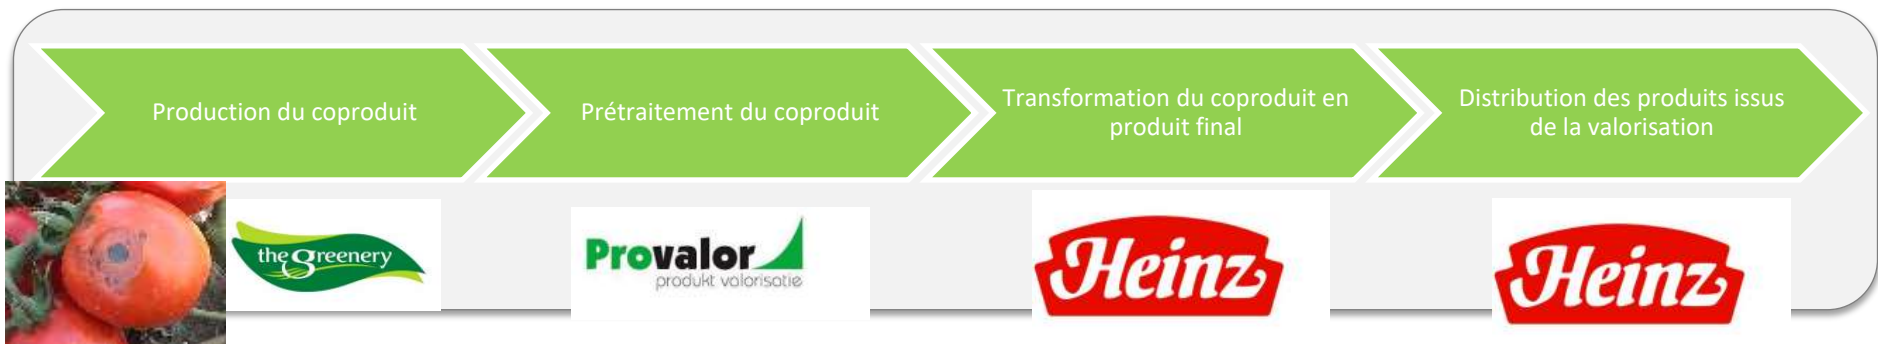 Production du coproduit
Prétraitement du coproduit
Transformation du coproduit en
produit final
Distribution des produits issus
de la valorisation
the greenery
Provalor
produkt valorisatie
Heinz
Heinz